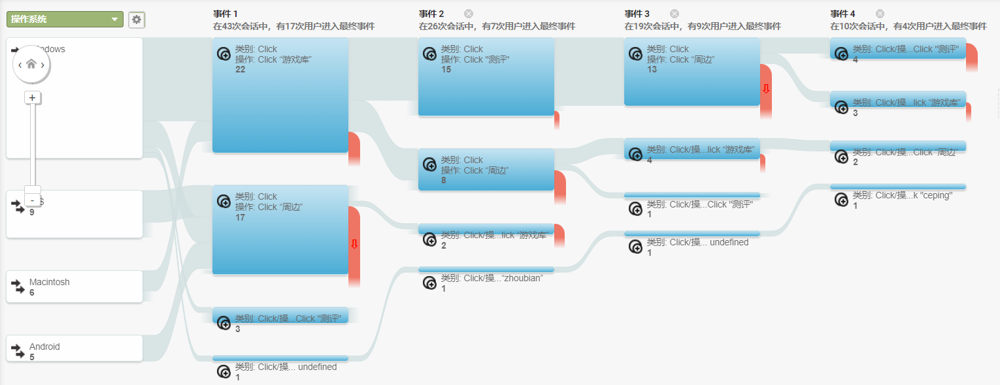 操作系统
事件 1
在43次会话中，有17次用户进入最终事件
事件 2
在26次会话中，有7次用户进入最终事件
事件 3
在19次会话中，有9次用户进入最终事件
事件 4
在10次会话中，有4次用户进入最终事件
9
Macintosh
6
Android
5
+
-
类别: Click
操作: Click “游戏库”
22
类别: Click
操作: Click “周边”
17
类别: Click/操...Click "测评"
3
类别: Click/操... undefined
1
类别: Click
操作: Click "测评"
15
类别: Click
操作: Click “周边”
8
类别: Click/操...lick “游戏库”
2
类别: Click/操...“zhoubian”
1
类别: Click
操作: Click “周边”
13
类别: Click/操...lick “游戏库”
4
类别: Click/操...Click "测评"
1
类别: Click/操... undefined
1
类别: Click/操...Click "测评"
4
类别: Click/操...lick “游戏库”
3
类别: Click/操...Click “周边”
2
类别: Click/操...k "ceping"
1